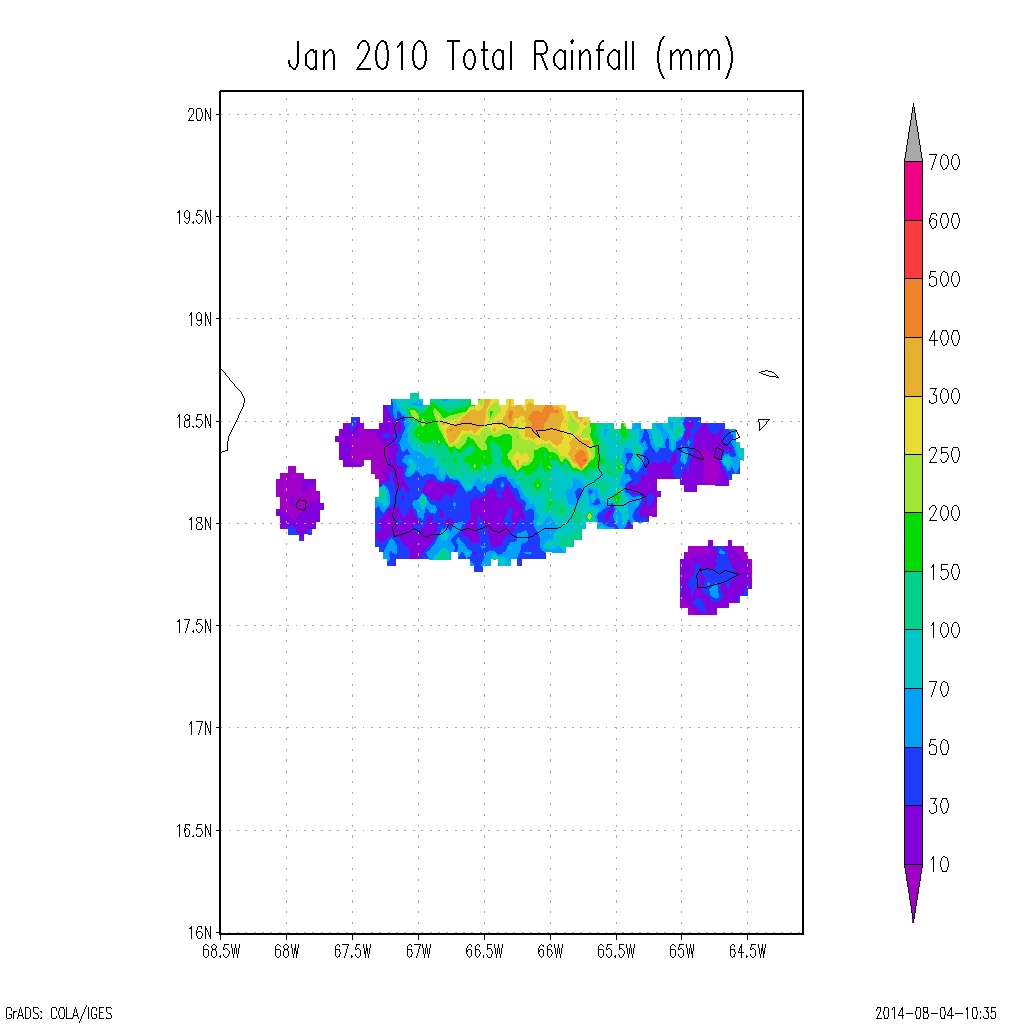 Jan 2010 Total Rainfall (mm)
20N
19.5N
19N
18.5N
18N
17.5N
17N
16.5N
16N
68.5W 68W 67.5W 67W 66.5W 66W 65.5W 65W 64.5W
700
600
500
400
300
250
200
150
100
70
50
30
10
GrADS: COLA/IGES
2014-08-04-10:35